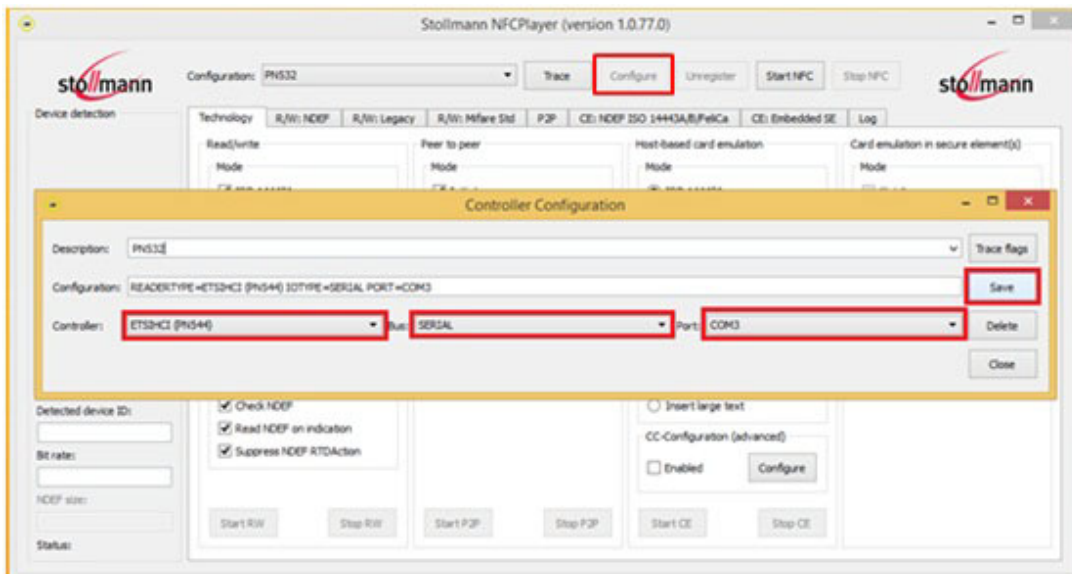 Stollmann NFCPlayer (version 1.0.77.0)
stollmann
Configuration: PN532
Trace
Configure
Unregister
Start NFC
Stop NFC
stollmann
Device detection
Technology
R/W: NDEF
R/W: Legacy
R/W: Mifare Std
P2P
CE: NDEF ISO 14443A/B/FeliCa
CE: Embedded SE
Log
Read/write
Peer to peer
Host-based card emulation
Card emulation in secure element(s)
Mode
Mode
Mode
Mode
Controller Configuration
Description: PN532
Trace flags
Configuration: READERTYPE=ETSIHCI (PN544) IOTYPE=SERIAL PORT=COM3
Save
Controller: ETSIHCI (PN544)
Bus: SERIAL
Port: COM3
Delete
Close
Check NDEF
Read NDEF on indication
Suppress NDEF RTDAction
Insert large text
CC-Configuration (advanced)
Enabled
Configure
Detected device ID:
Bit rate:
NDEF size:
Status:
Start RW
Stop RW
Start P2P
Stop P2P
Start CE
Stop CE